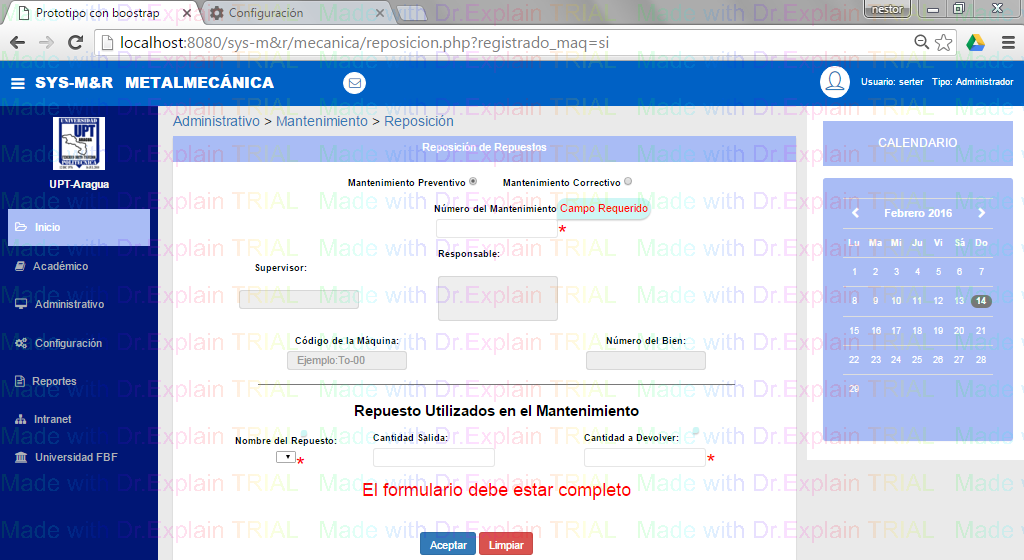 Prototipo con boostrap
Configuración
nestor
localhost:8080/sys-m&r/mecanica/reposicion.php?registrado_maq=si
SYS-M&R METALMECÁNICA
Usuario: serter Tipo: Administrador
UNIVERSIDAD
UPT
ARAGUA
POLITECNICA
UPT-Aragua
Inicio
Académico
Administrativo
Configuración
Reportes
Intranet
Universidad FBF
Administrativo > Mantenimiento > Reposición
Reposición de Repuestos
Mantenimiento Preventivo
Mantenimiento Correctivo
Número del Mantenimiento Campo Requerido
*
Supervisor:
Responsable:
Código de la Máquina:
Número del Bien:
Ejemplo:To-00
Repuesto Utilizados en el Mantenimiento
Nombre del Repuesto:
Cantidad Salida:
Cantidad a Devolver:
*
*
El formulario debe estar completo
Aceptar
Limpiar
CALENDARIO
Febrero 2016
Lu Ma Mi Ju Vi Sá Do
1 2 3 4 5 6 7
8 9 10 11 12 13 14
15 16 17 18 19 20 21
22 23 24 25 26 27 28
29
Made with Dr.Explain TRIAL